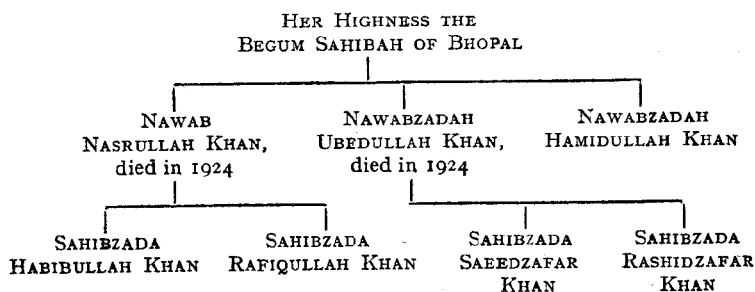 Her Highness the
Begum Sahibah of Bhopal
Nawab
Nasrullah Khan,
died in 1924
Nawabzadah
Ubedullah Khan,
died in 1924
Nawabzadah
Hamidullah Khan
Sahibzada
Habibullah Khan
Sahibzada
Rafiqullah Khan
Sahibzada
Saeedzafar
Khan
Sahibzada
Rashidzafar
Khan